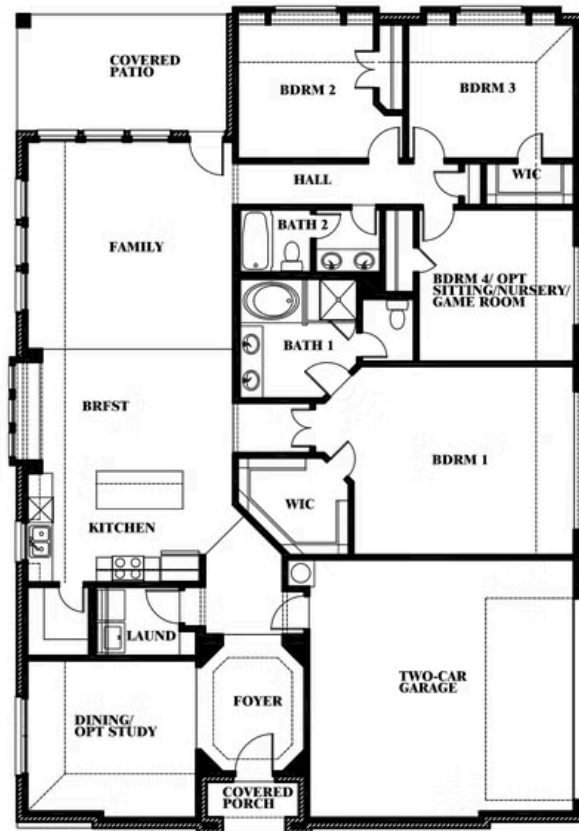 COVERED
PATIO
BDRM 2
BDRM 3
HALL
WIC
FAMILY
BATH 2
BDRM 4/ OPT
SITTING/NURSERY/
GAME ROOM
BATH 1
BRFST
BDRM 1
WIC
KITCHEN
LAUND
TWO-CAR
GARAGE
FOYER
DINING/
OPT STUDY
COVERED
PORCH